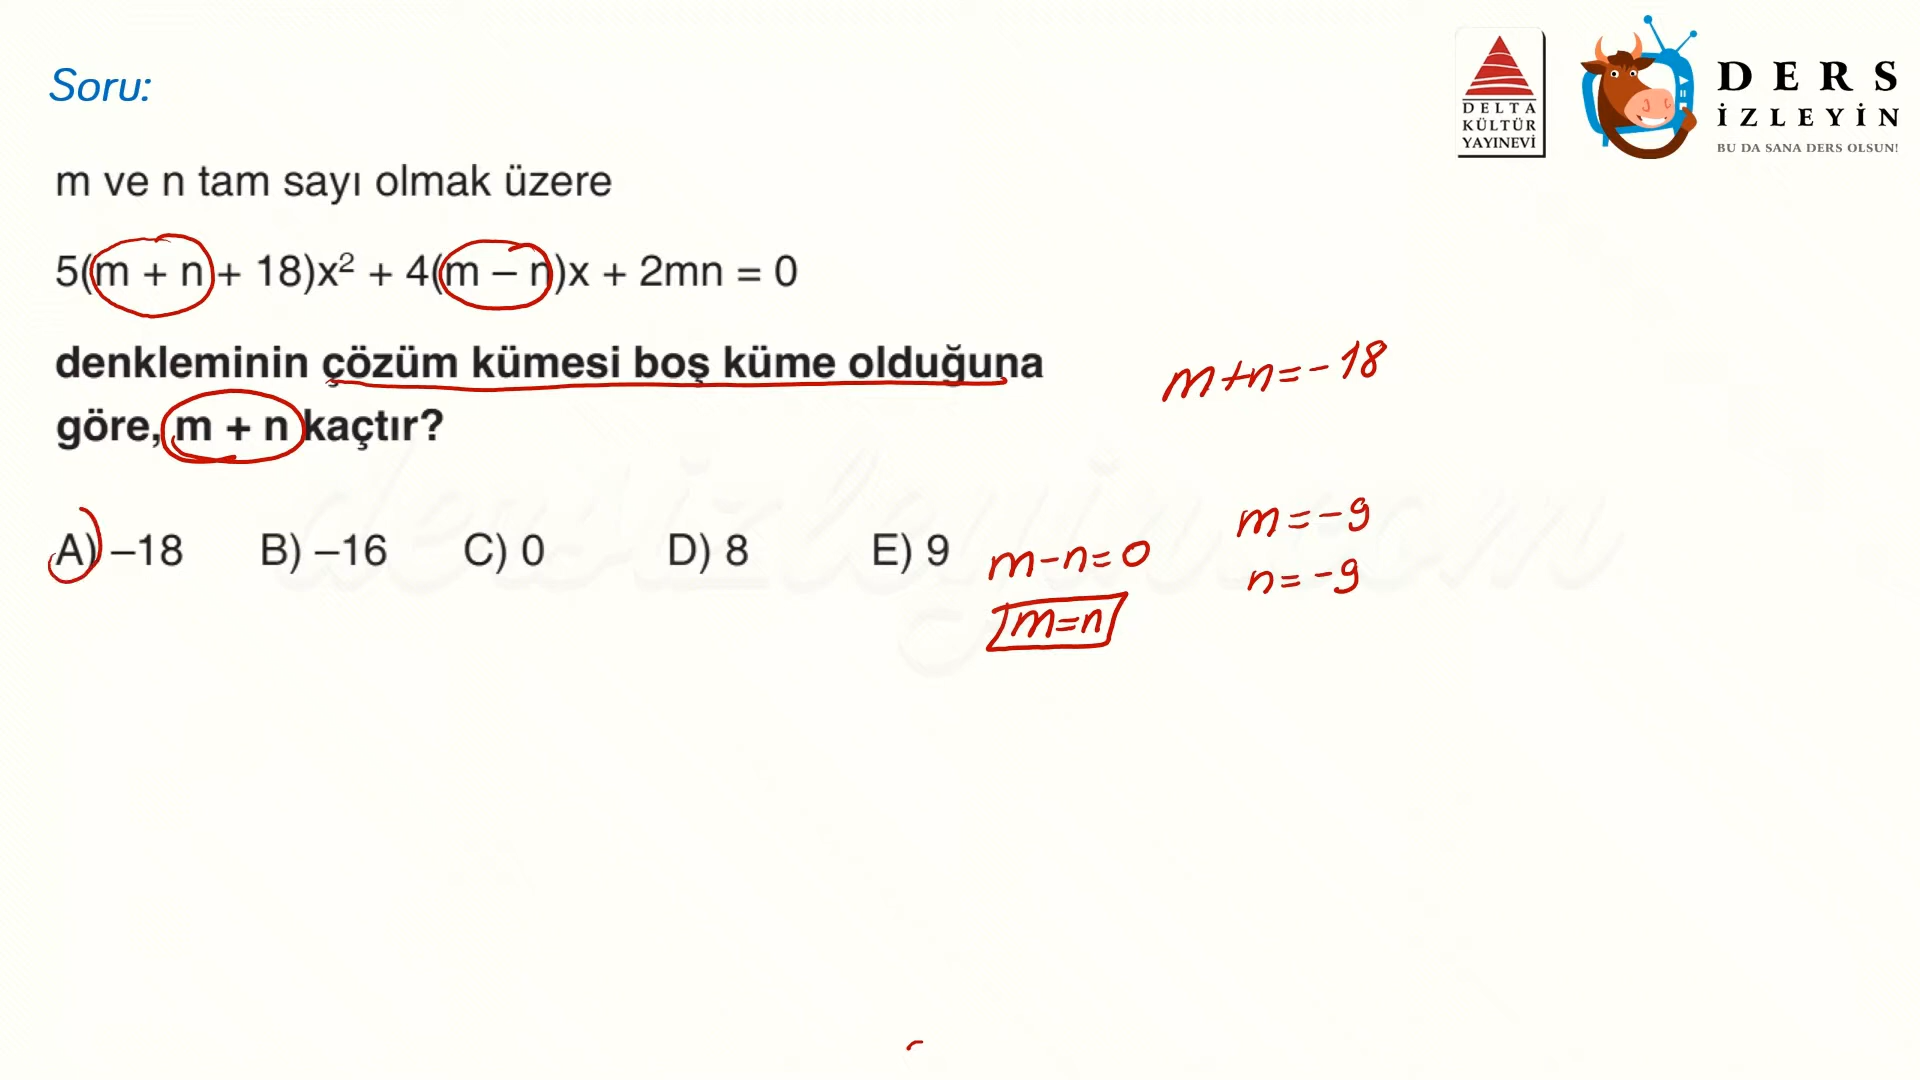 Soru:
DELTA
KÜLTÜR
YAYINEVİ
DERS
İZLEYİN
BU DA SANA DERS OLSUN!
m ve n tam sayı olmak üzere
5(m + n + 18)x² + 4(m – n)x + 2mn = 0
denkleminin çözüm kümesi boş küme olduğuna
göre, m + n kaçtır?
m+n=-18
A) –18 B) –16 C) 0 D) 8 E) 9
m-n=0
m=n
m=-9
n=-9
dersizleyin.com